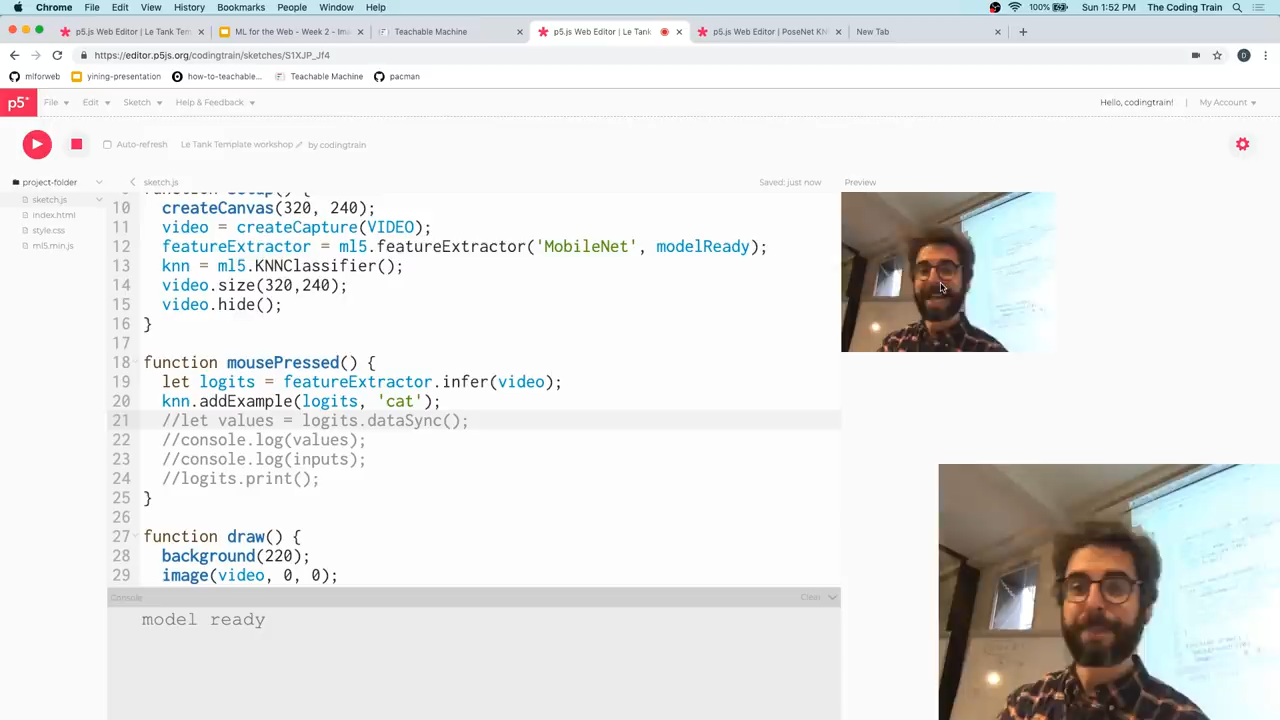 Chrome File Edit View History Bookmarks People Window Help 100% Sun 1:52 PM The Coding Train
p5.js Web Editor | Le Tank Tem × ML for the Web - Week 2 - Ima × Teachable Machine × p5.js Web Editor | Le Tank × p5.js Web Editor | PoseNet KN × New Tab × +
https://editor.p5js.org/codingtrain/sketches/S1XJP_Jf4
mlforweb yining-presentation how-to-teachable... Teachable Machine pacman
p5* File Edit Sketch Help & Feedback Hello, codingtrain! | My Account
Auto-refresh Le Tank Template workshop by codingtrain
project-folder sketch.js Saved: just now Preview
sketch.js
index.html
style.css
ml5.min.js
10 createCanvas(320, 240);
11 video = createCapture(VIDEO);
12 featureExtractor = ml5.featureExtractor('MobileNet', modelReady);
13 knn = ml5.KNNClassifier();
14 video.size(320,240);
15 video.hide();
16 }
17
18 function mousePressed() {
19 let logits = featureExtractor.infer(video);
20 knn.addExample(logits, 'cat');
21 //let values = logits.dataSync();
22 //console.log(values);
23 //console.log(inputs);
24 //logits.print();
25 }
26
27 function draw() {
28 background(220);
29 image(video, 0, 0);
Console Clear
model ready